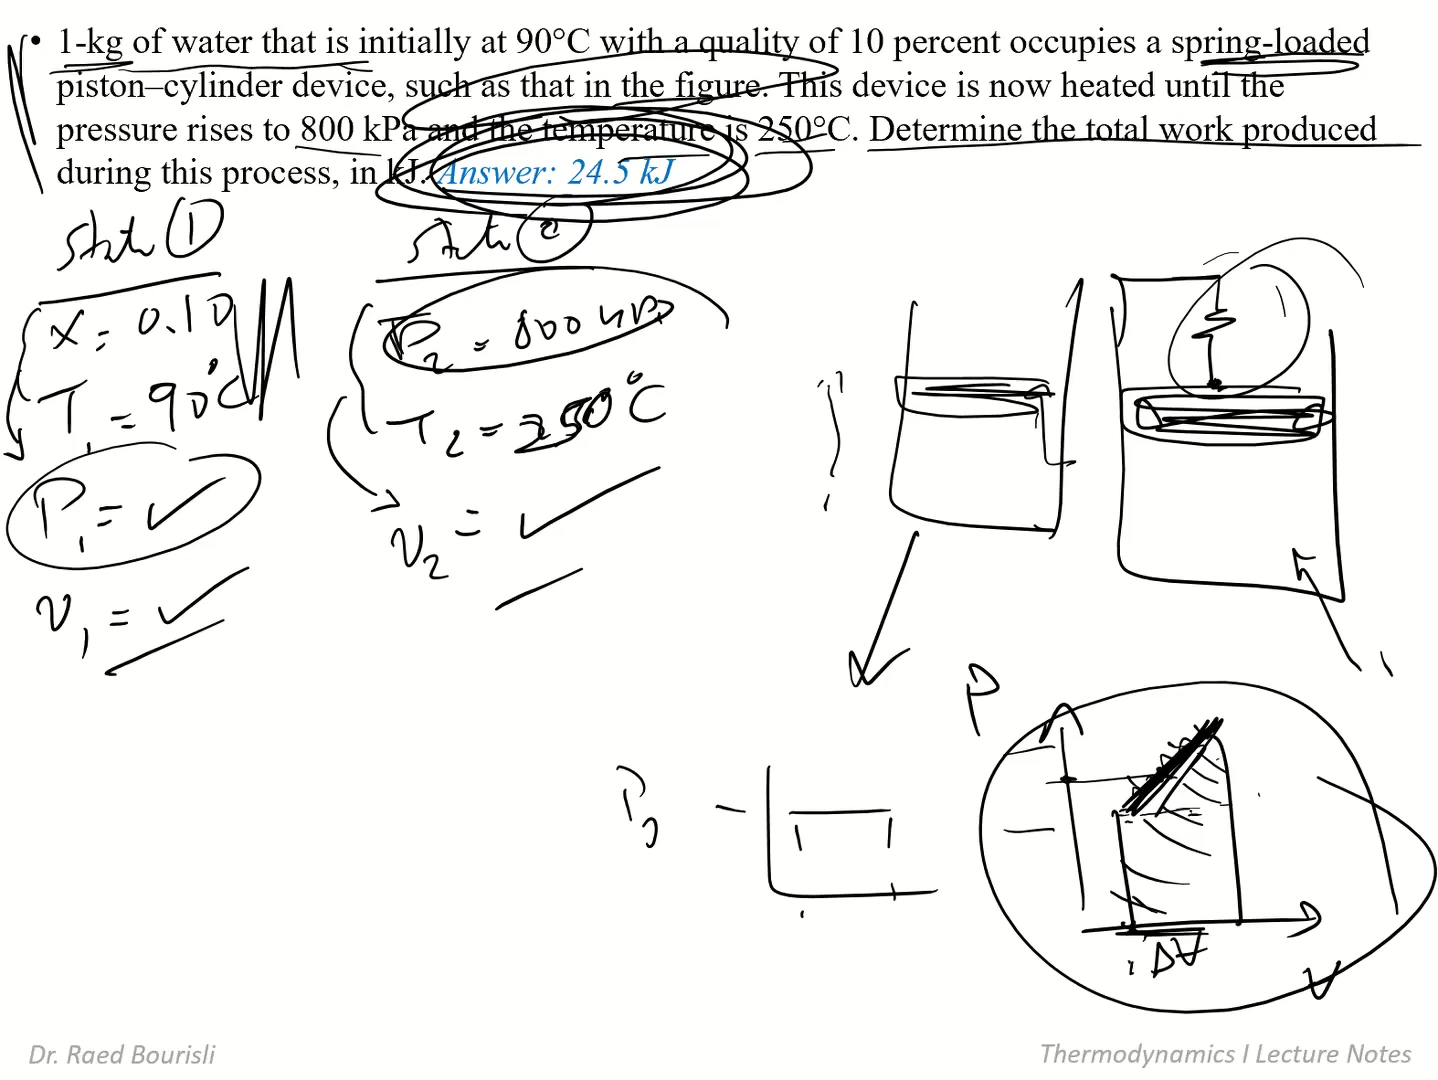 • 1-kg of water that is initially at 90°C with a quality of 10 percent occupies a spring-loaded
piston–cylinder device, such as that in the figure. This device is now heated until the
pressure rises to 800 kPa and the temperature is 250°C. Determine the total work produced
during this process, in kJ. Answer: 24.5 kJ
State 1
State 2
x = 0.10
T₁ = 90°C
P₁ = ✓
v₁ = ✓
P₂ = 800 kPa
T₂ = 250°C
v₂ = ✓
P
ΔV
V
Dr. Raed Bourisli
Thermodynamics I Lecture Notes